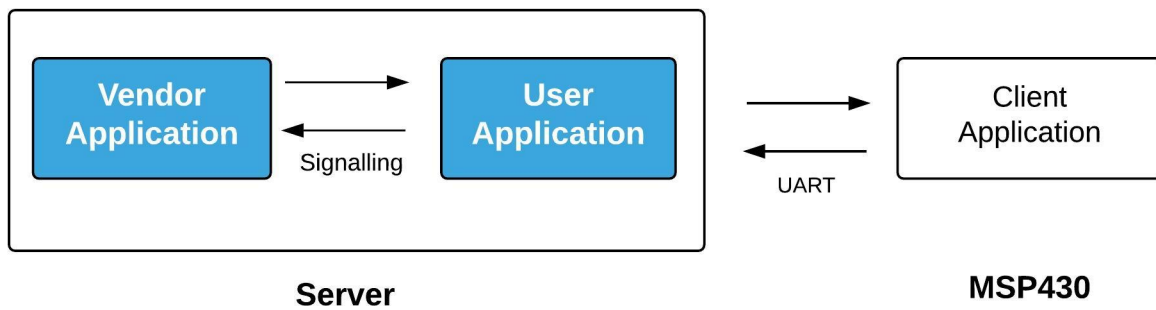 Vendor
Application
Signalling
User
Application
UART
Client
Application
Server
MSP430